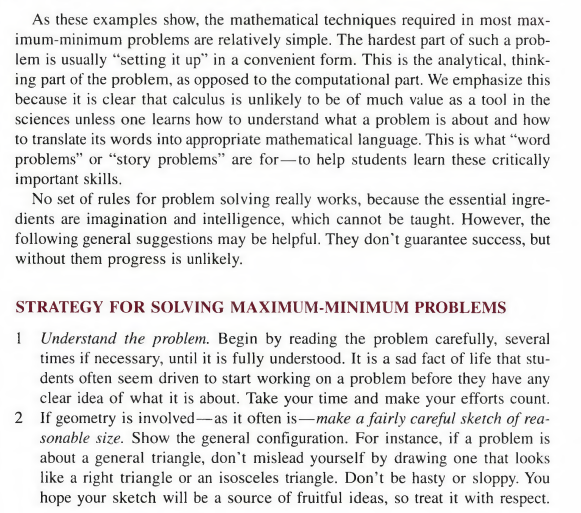 As these examples show, the mathematical techniques required in most max-
imum-minimum problems are relatively simple. The hardest part of such a prob-
lem is usually “setting it up” in a convenient form. This is the analytical, think-
ing part of the problem, as opposed to the computational part. We emphasize this
because it is clear that calculus is unlikely to be of much value as a tool in the
sciences unless one learns how to understand what a problem is about and how
to translate its words into appropriate mathematical language. This is what “word
problems” or “story problems” are for—to help students learn these critically
important skills.
No set of rules for problem solving really works, because the essential ingre-
dients are imagination and intelligence, which cannot be taught. However, the
following general suggestions may be helpful. They don’t guarantee success, but
without them progress is unlikely.
STRATEGY FOR SOLVING MAXIMUM-MINIMUM PROBLEMS
1 Understand the problem. Begin by reading the problem carefully, several
times if necessary, until it is fully understood. It is a sad fact of life that stu-
dents often seem driven to start working on a problem before they have any
clear idea of what it is about. Take your time and make your efforts count.
2 If geometry is involved—as it often is—make a fairly careful sketch of rea-
sonable size. Show the general configuration. For instance, if a problem is
about a general triangle, don’t mislead yourself by drawing one that looks
like a right triangle or an isosceles triangle. Don’t be hasty or sloppy. You
hope your sketch will be a source of fruitful ideas, so treat it with respect.